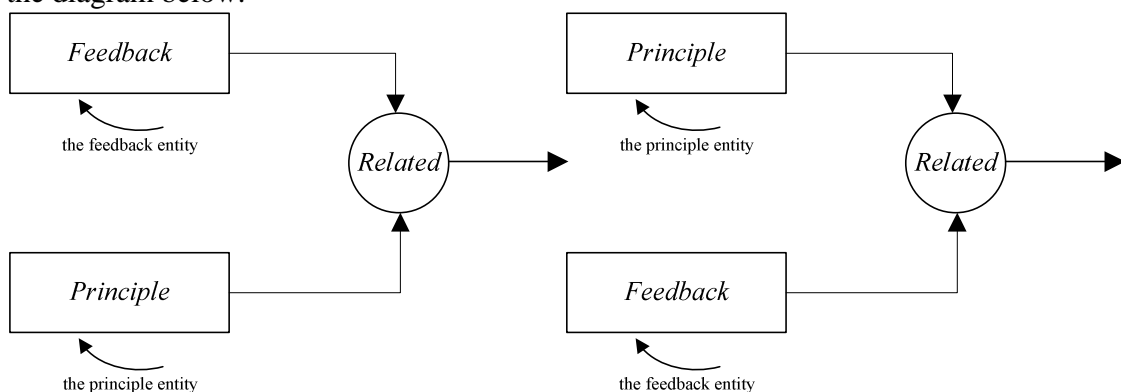 the diagram below.
Feedback
the feedback entity
Related
Principle
the principle entity
Principle
the principle entity
Related
Feedback
the feedback entity